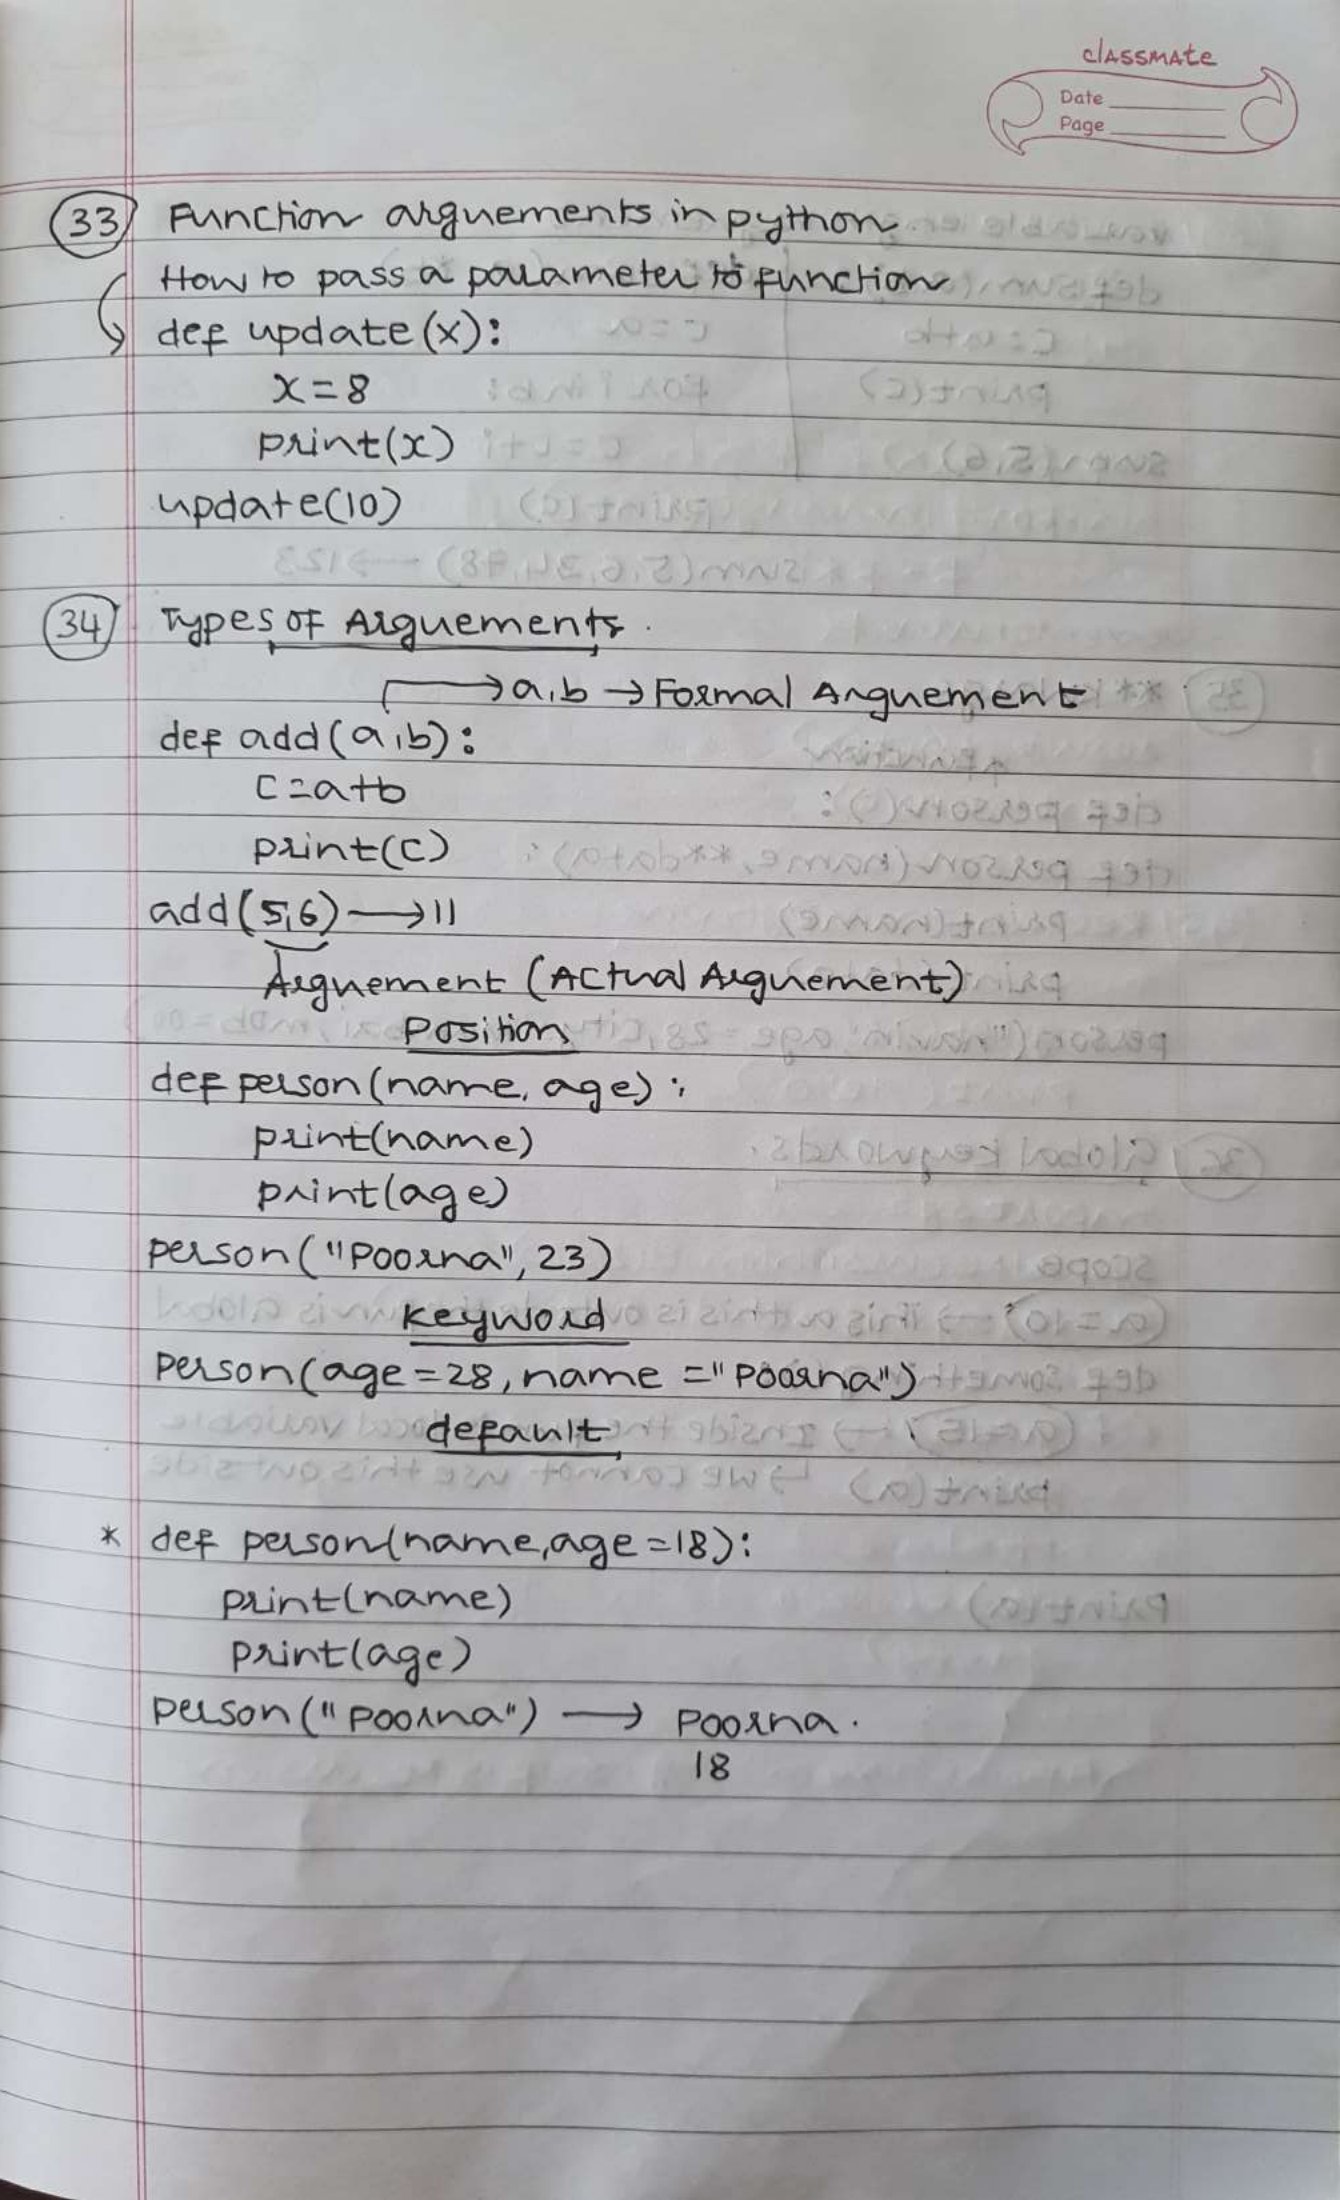 classmate
Date
Page
33 Function arguements in python.
How to pass a parameter to function
def update(x):
x=8
print(x)
update(10)
34 Types of Arguements.
a,b → Formal Arguement
def add(a,b):
c=a+b
print(c)
add(5,6) → 11
Arguement (Actual Arguement)
Position
def person(name, age):
print(name)
print(age)
person("Poorna", 23)
keyword
person(age=28, name="Poorna")
default
* def person(name,age=18):
print(name)
print(age)
person("Poorna") → Poorna.
18